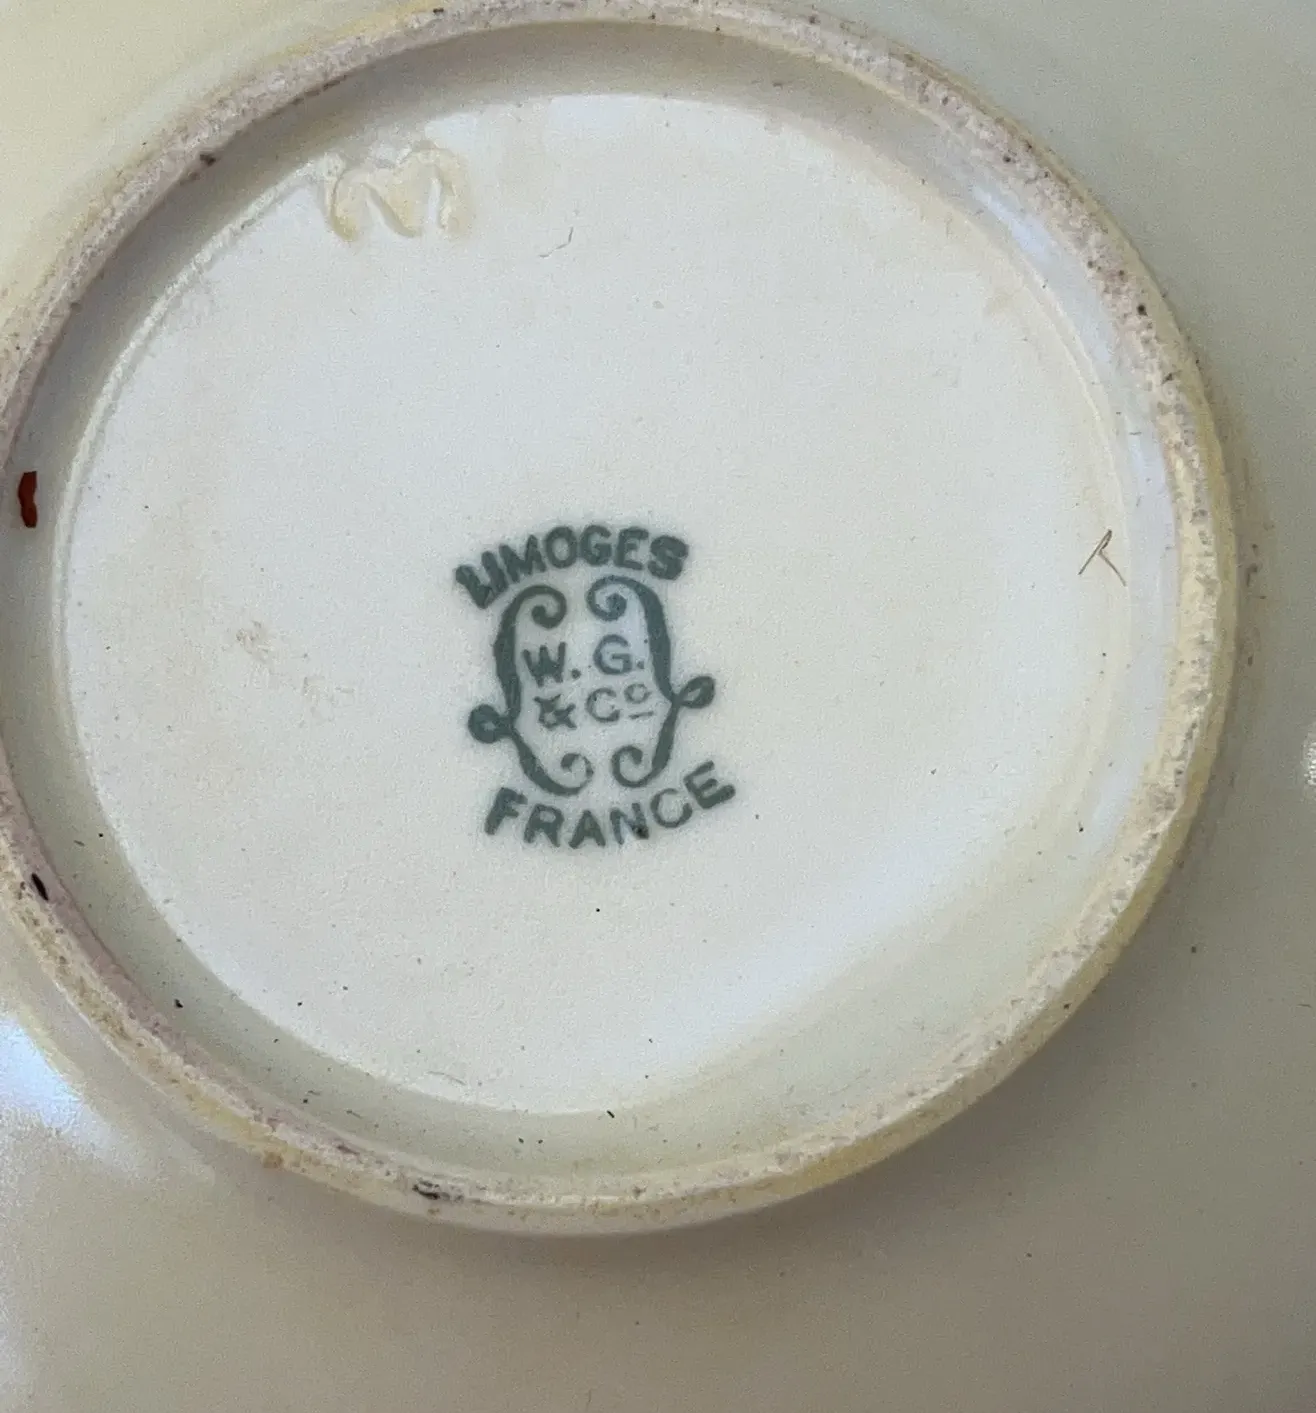 LIMOGES
W. G.
& Co
FRANCE